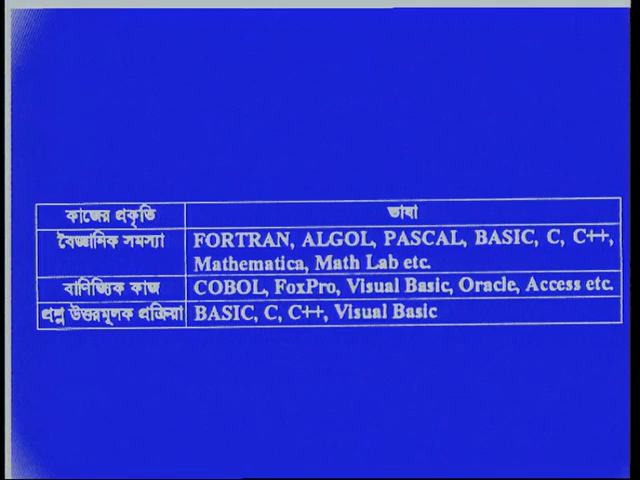 কাজের প্রকৃতি ভাষা
বৈজ্ঞানিক সমস্যা FORTRAN, ALGOL, PASCAL, BASIC, C, C++,
Mathematica, Math Lab etc.
বাণিজ্যিক কাজ COBOL, FoxPro, Visual Basic, Oracle, Access etc.
প্রশ্ন উত্তরমূলক প্রক্রিয়া BASIC, C, C++, Visual Basic